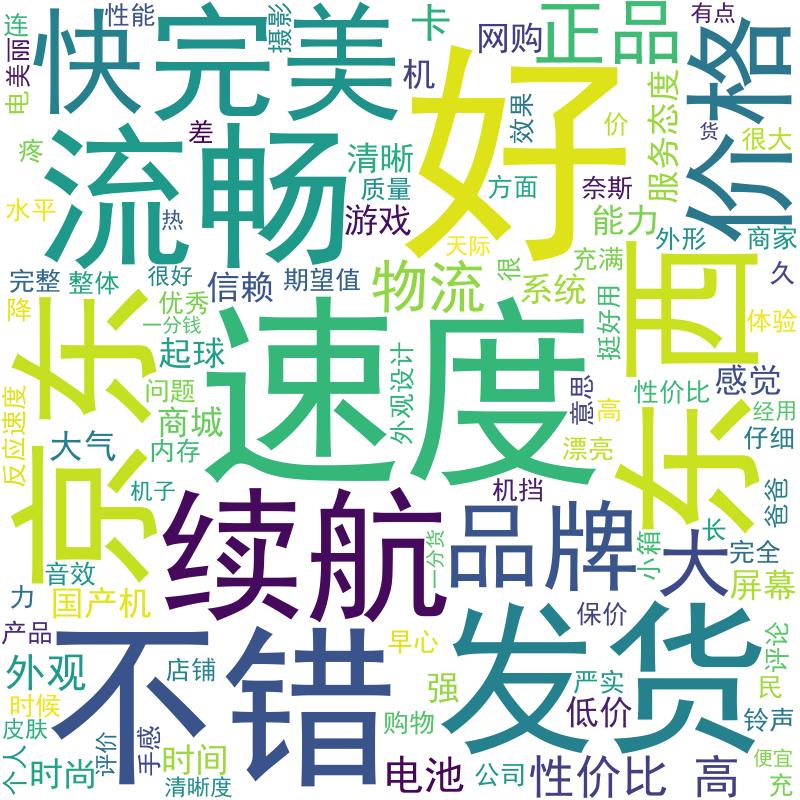 连
美丽
电
快
完美
性能
摄影
卡
网购
正品
有点
价格
机
好
流畅
差
清晰
质量
游戏
效果
价
服务态度
货
很大
疼
水平
热
方面
奈斯
能力
天际
外形
商家
完整
整体
很好
信赖
期望值
物流
很
系统
充满
东西
久
降
京东
优秀
一分钱
起球
速度
外观设计
挺好用
体验
意思
感觉
性价比
高
经用
反应速度
问题
商城
漂亮
仔细
大气
内存
机子
机挡
爸爸
续航
品牌
大
长
完全
一分货
小箱
屏幕
音效
力
国产机
保价
产品
不错
早心
发货
评论
外观
店铺
强
严实
民
时候
低价
铃声
皮肤
购物
个人
时尚
评价
手感
时间
清晰度
电池
公司
性价比
高
便宜
充